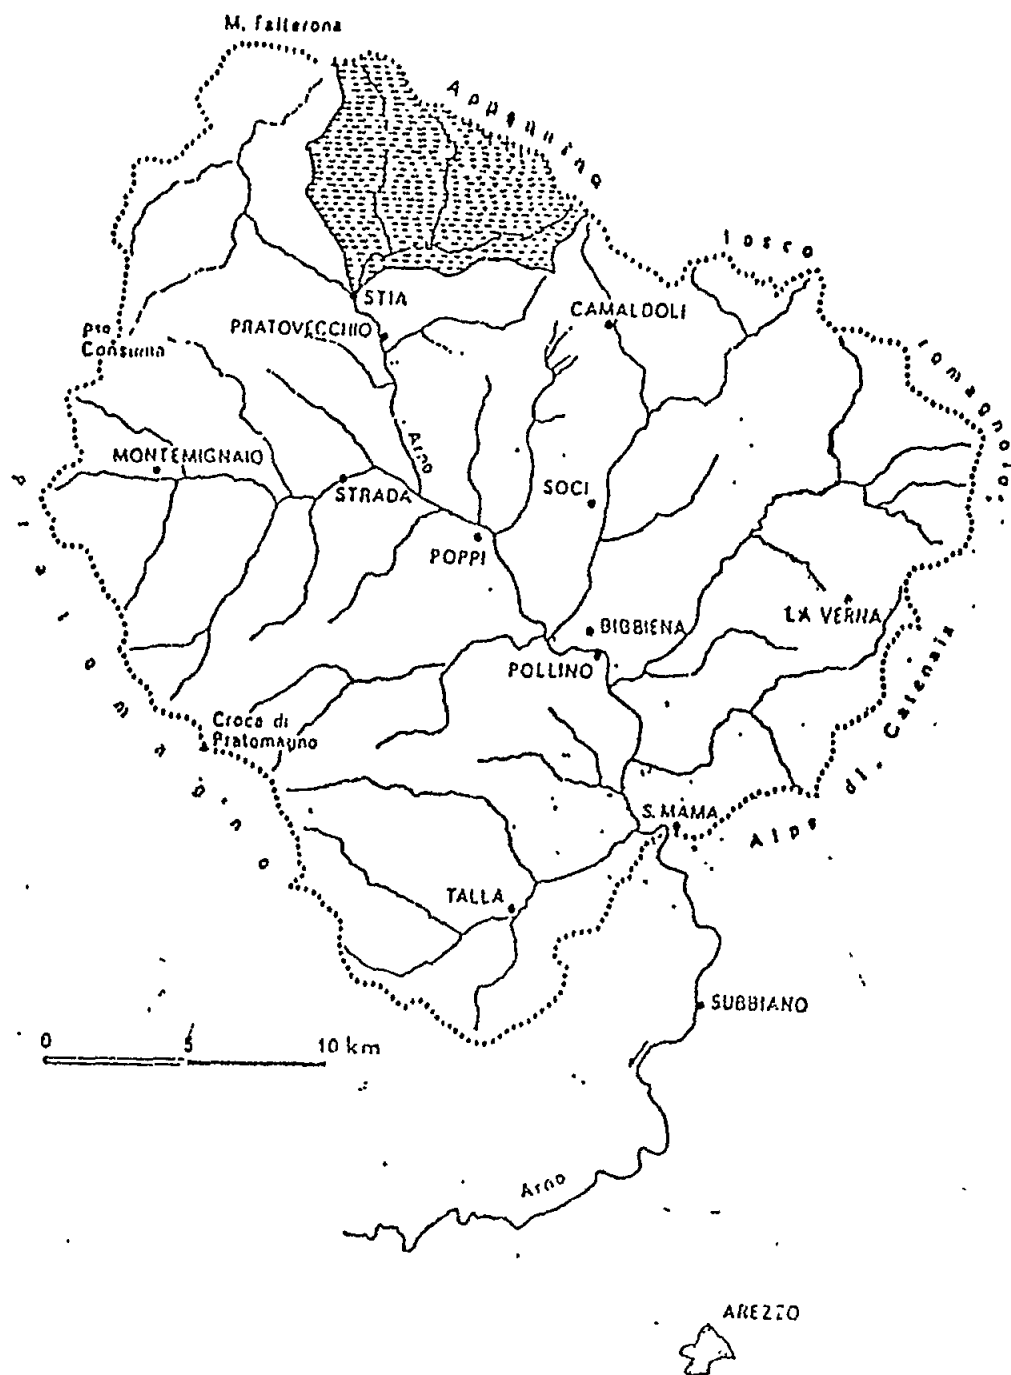 M. Falterona
Appennino
tosco
STIA
CAMALDOLI
PRATOVECCHIO
Consuma
romagnolo
Arno
MONTEMIGNAIO
STRADA
SOCI
POPPI
LA VERNA
BIBBIENA
POLLINO
Catenaia
di
Alpe
Croce di
Pratomagno
Pratomagno
S. MAMA
TALLA
SUBBIANO
0 5 10 km
Arno
AREZZO